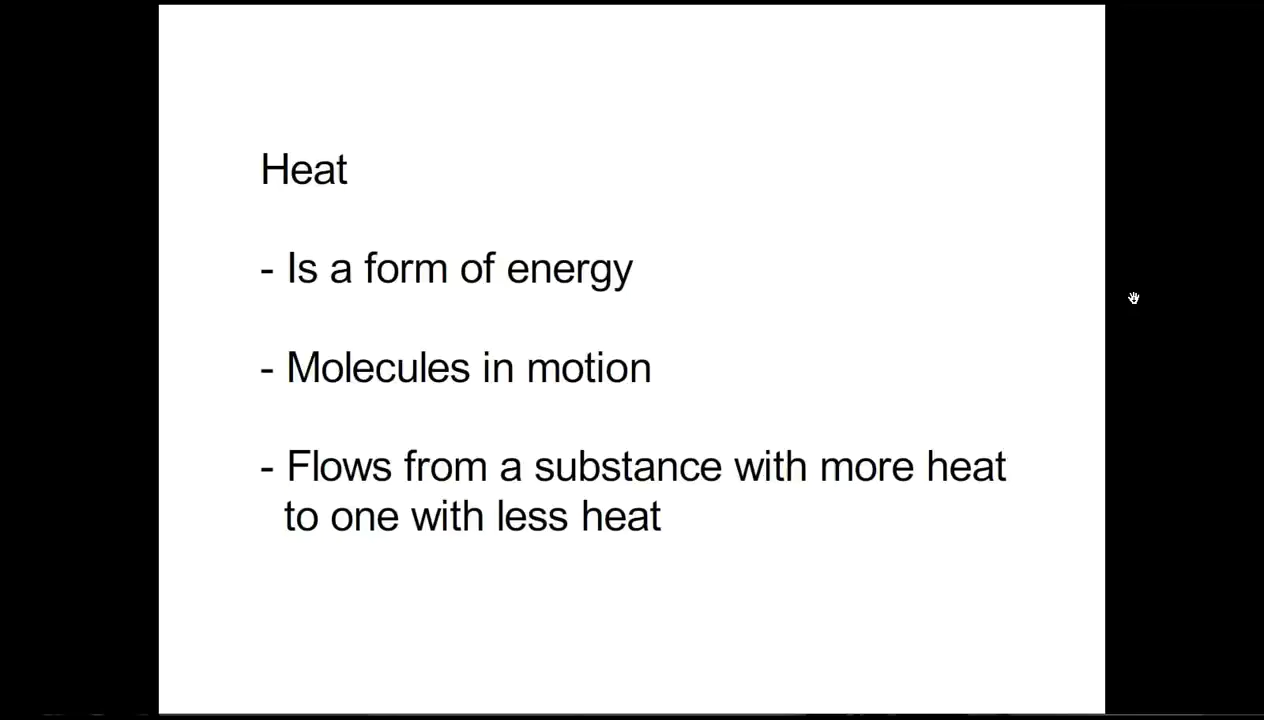 Heat
- Is a form of energy
- Molecules in motion
- Flows from a substance with more heat
to one with less heat